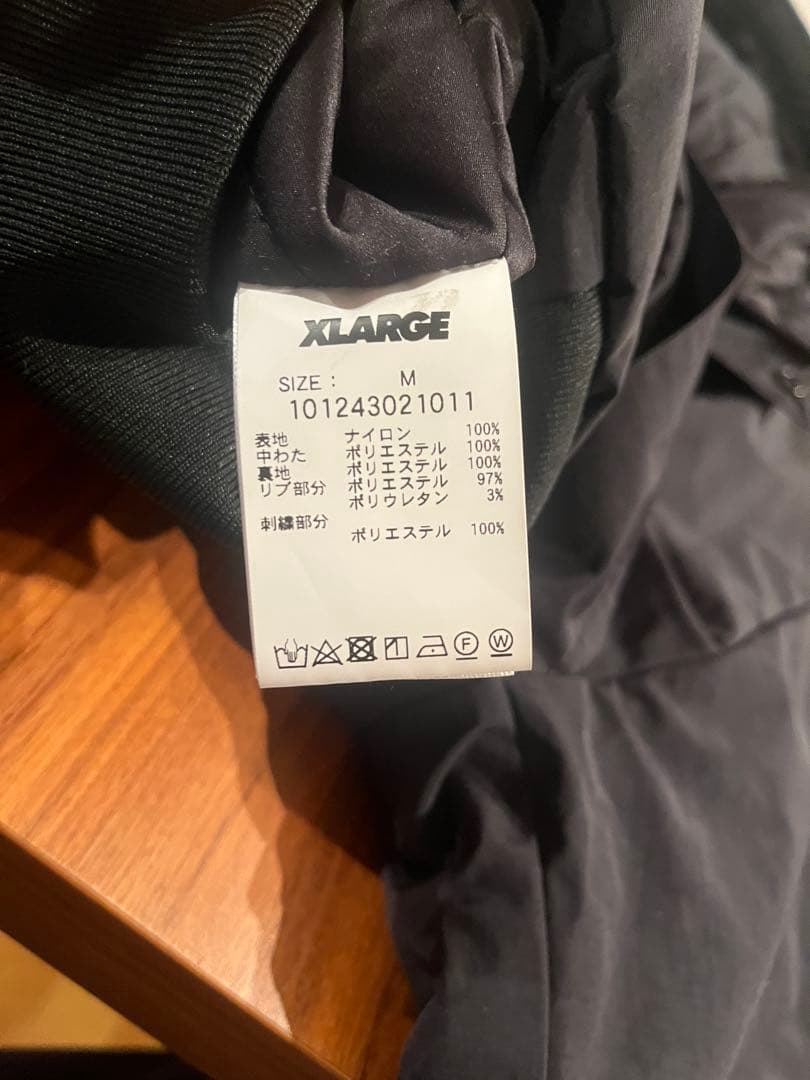 XLARGE
SIZE : M
101243021011
表地 ナイロン 100%
中わた ポリエステル 100%
裏地 ポリエステル 100%
リブ部分 ポリエステル 97%
ポリウレタン 3%
刺繍部分
ポリエステル 100%
F W